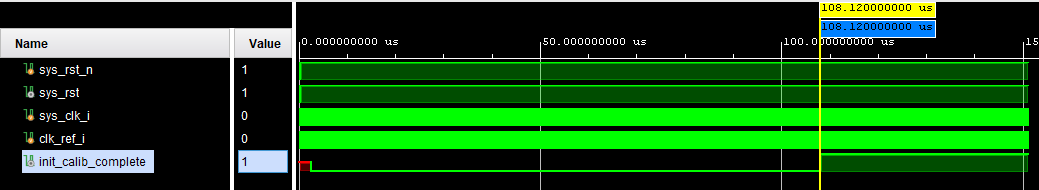 108.120000000 us
108.120000000 us
Name Value 0.000000000 us 50.00000000 us 100.000000000 us 15
sys_rst_n 1
sys_rst 1
sys_clk_i 0
clk_ref_i 0
init_calib_complete 1